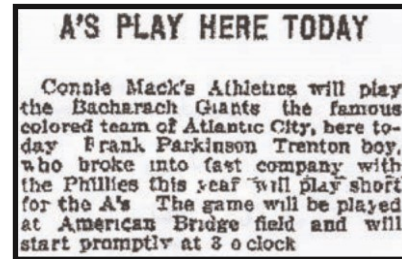 A'S PLAY HERE TODAY
Connie Mack's Athletics will play
the Bacharach Giants the famous
colored team of Atlantic City, here to-
day Frank Parkinson Trenton boy,
who broke into fast company with
the Phillies this year will play short
for the A's The game will be played
at American Bridge field and will
start promptly at 3 o clock